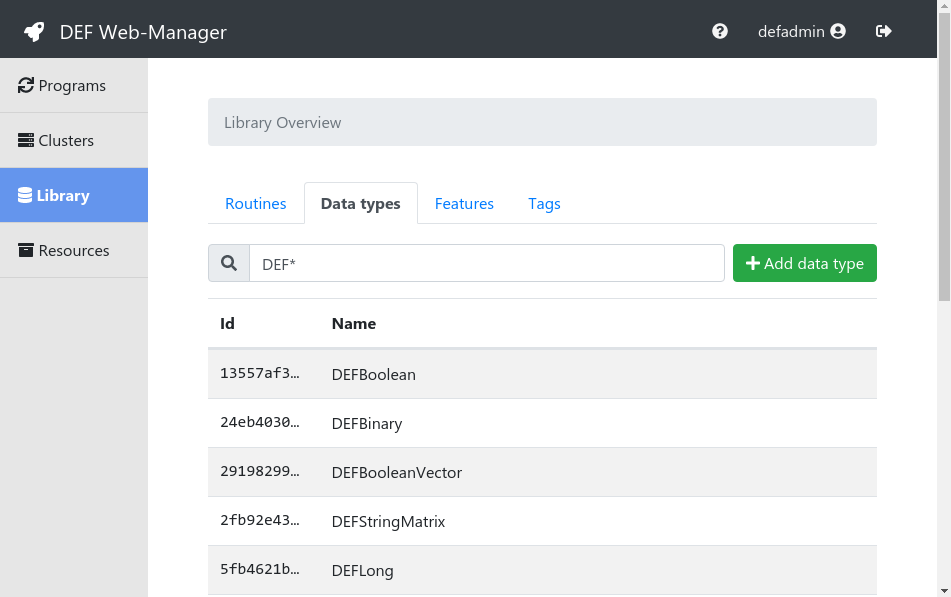 DEF Web-Manager
defadmin
Programs
Clusters
Library
Resources
Library Overview
Routines Data types Features Tags
DEF*
Add data type
Id Name
13557af3… DEFBoolean
24eb4030… DEFBinary
29198299… DEFBooleanVector
2fb92e43… DEFStringMatrix
5fb4621b… DEFLong